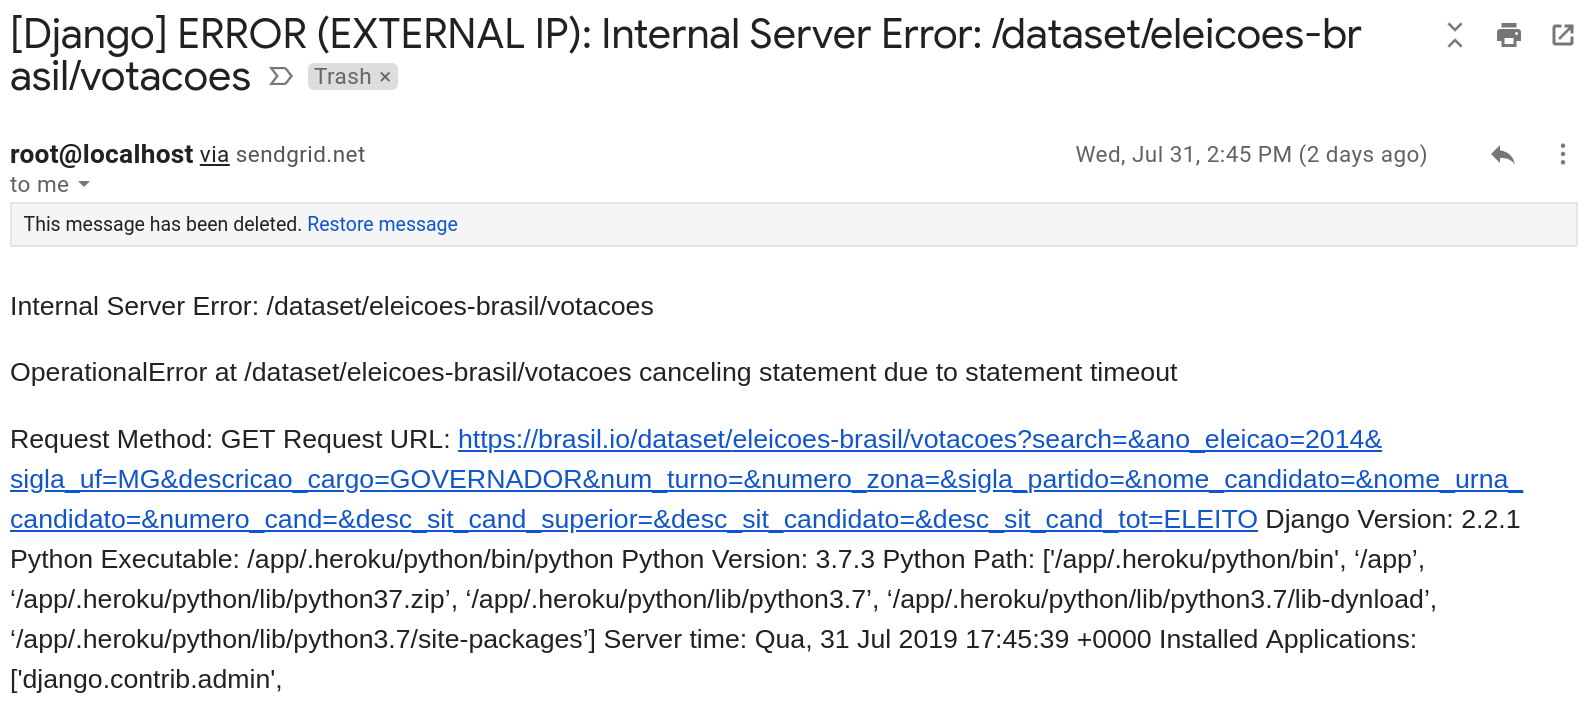 [Django] ERROR (EXTERNAL IP): Internal Server Error: /dataset/eleicoes-br
asil/votacoes Trash ×
root@localhost via sendgrid.net Wed, Jul 31, 2:45 PM (2 days ago)
to me
This message has been deleted. Restore message
Internal Server Error: /dataset/eleicoes-brasil/votacoes
OperationalError at /dataset/eleicoes-brasil/votacoes canceling statement due to statement timeout
Request Method: GET Request URL: https://brasil.io/dataset/eleicoes-brasil/votacoes?search=&ano_eleicao=2014&
sigla_uf=MG&descricao_cargo=GOVERNADOR&num_turno=&numero_zona=&sigla_partido=&nome_candidato=&nome_urna_
candidato=&numero_cand=&desc_sit_cand_superior=&desc_sit_candidato=&desc_sit_cand_tot=ELEITO Django Version: 2.2.1
Python Executable: /app/.heroku/python/bin/python Python Version: 3.7.3 Python Path: ['/app/.heroku/python/bin', ‘/app’,
‘/app/.heroku/python/lib/python37.zip’, ‘/app/.heroku/python/lib/python3.7’, ‘/app/.heroku/python/lib/python3.7/lib-dynload’,
‘/app/.heroku/python/lib/python3.7/site-packages’] Server time: Qua, 31 Jul 2019 17:45:39 +0000 Installed Applications:
['django.contrib.admin',